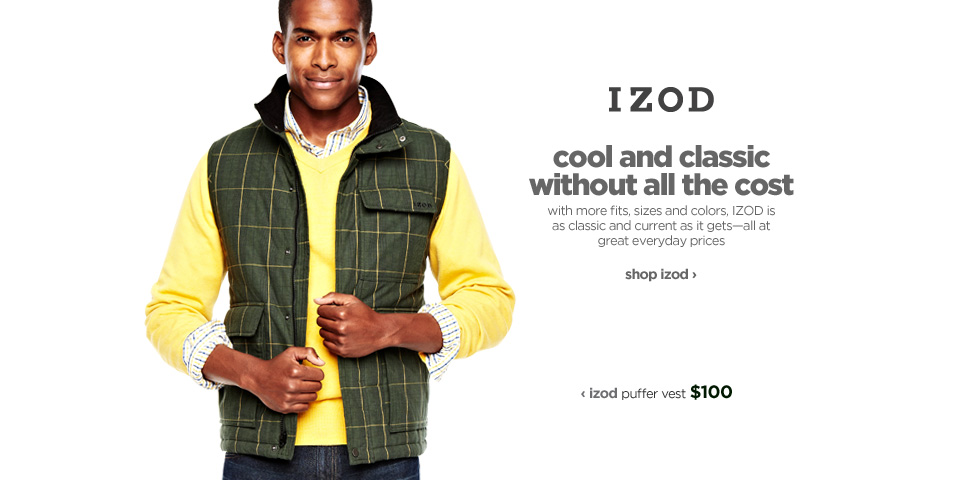 IZOD
cool and classic
without all the cost
with more fits, sizes and colors, IZOD is
as classic and current as it gets—all at
great everyday prices
shop izod ›
‹ izod puffer vest $100
IZOD